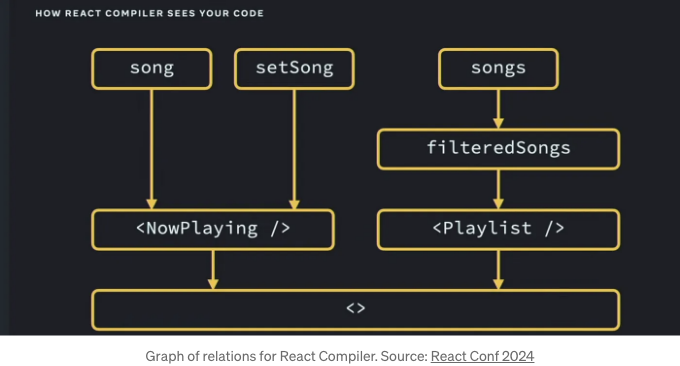 HOW REACT COMPILER SEES YOUR CODE
song
setSong
songs
filteredSongs
<NowPlaying />
<Playlist />
<>
Graph of relations for React Compiler. Source: React Conf 2024